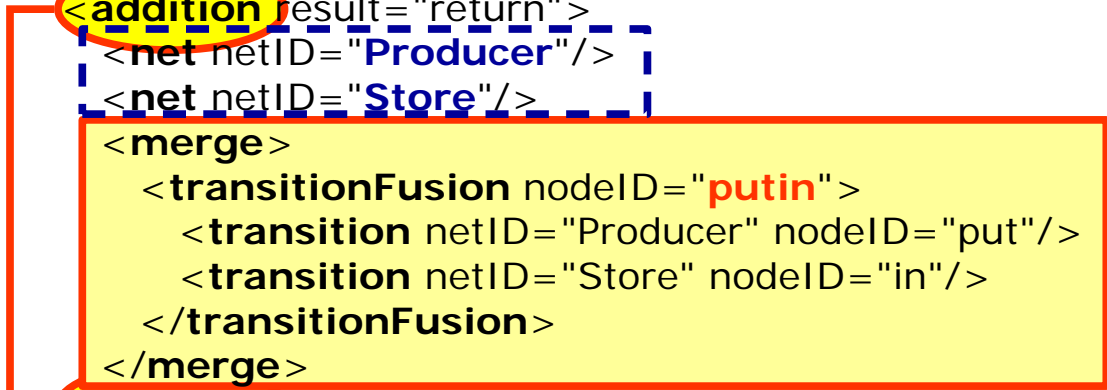 <addition result="return">
<net netID="Producer"/>
<net netID="Store"/>
<merge>
<transitionFusion nodeID="putin">
<transition netID="Producer" nodeID="put"/>
<transition netID="Store" nodeID="in"/>
</transitionFusion>
</merge>